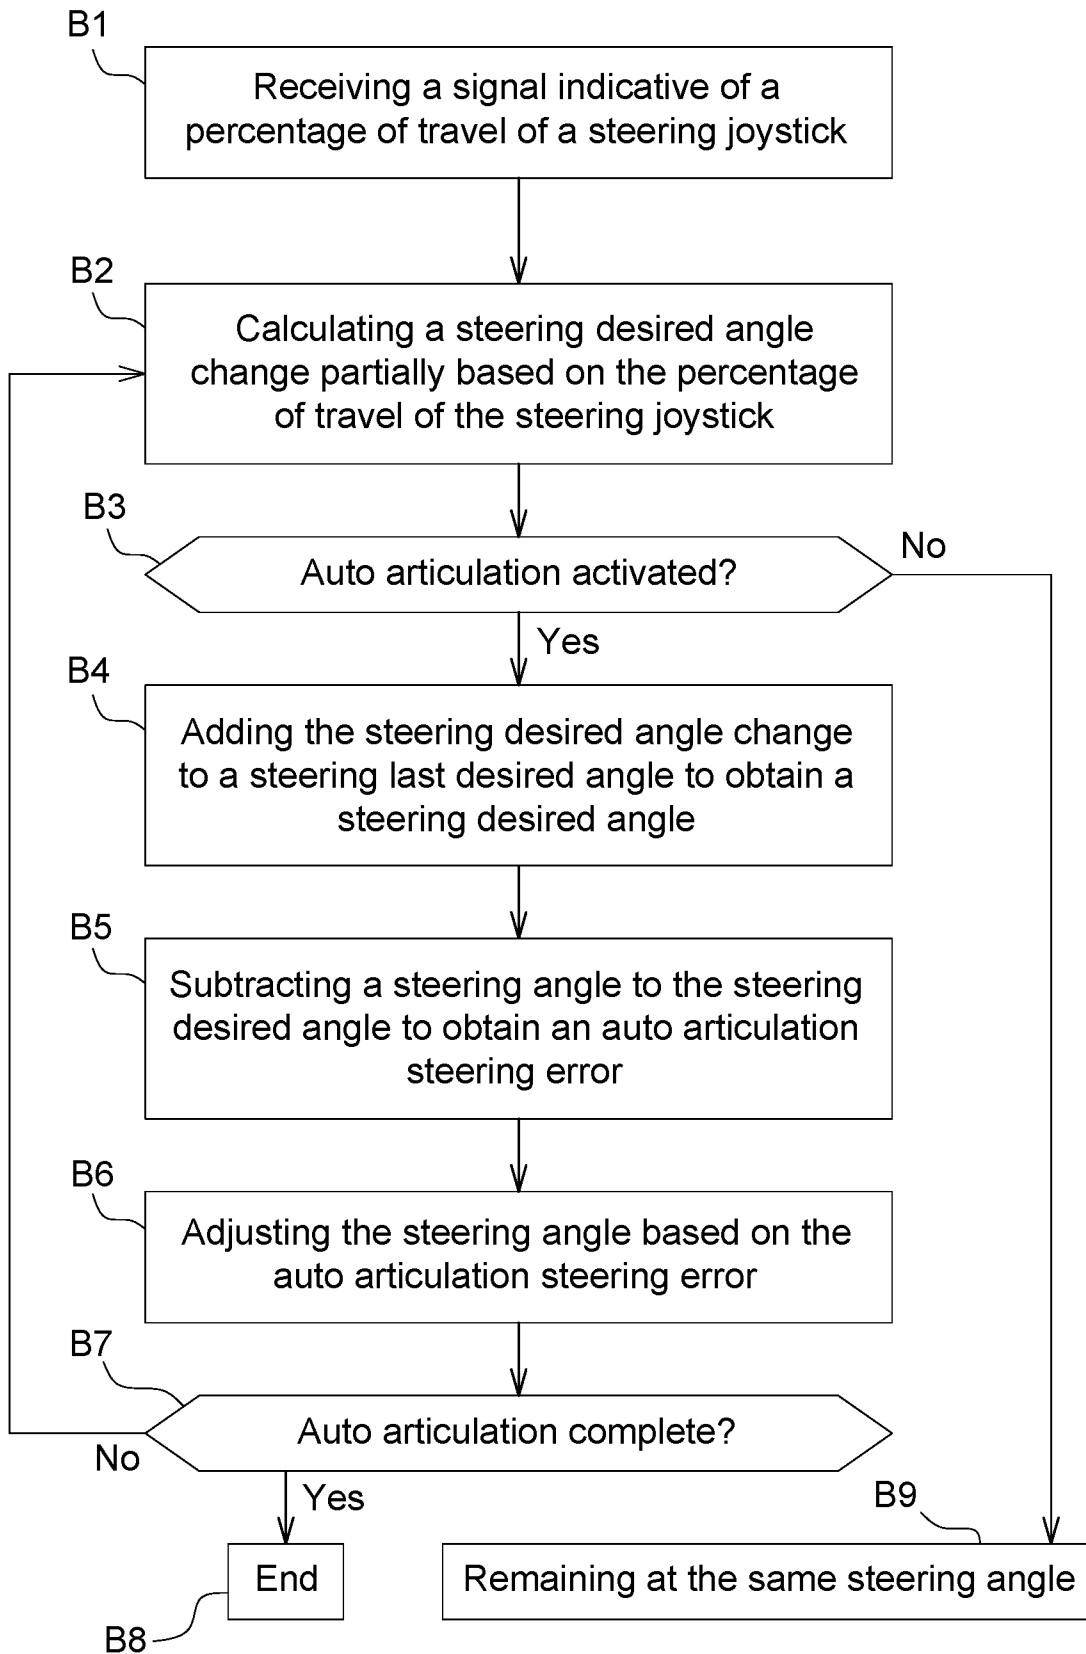 B1
Receiving a signal indicative of a
percentage of travel of a steering joystick
B2
Calculating a steering desired angle
change partially based on the percentage
of travel of the steering joystick
B3
Auto articulation activated?
No
Yes
B4
Adding the steering desired angle change
to a steering last desired angle to obtain a
steering desired angle
B5
Subtracting a steering angle to the steering
desired angle to obtain an auto articulation
steering error
B6
Adjusting the steering angle based on the
auto articulation steering error
B7
Auto articulation complete?
No
Yes
B9
End
Remaining at the same steering angle
B8